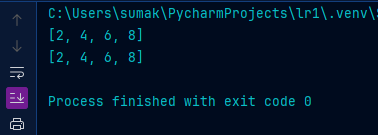 C:\Users\sumak\PycharmProjects\lr1\.venv\
[2, 4, 6, 8]
[2, 4, 6, 8]
Process finished with exit code 0